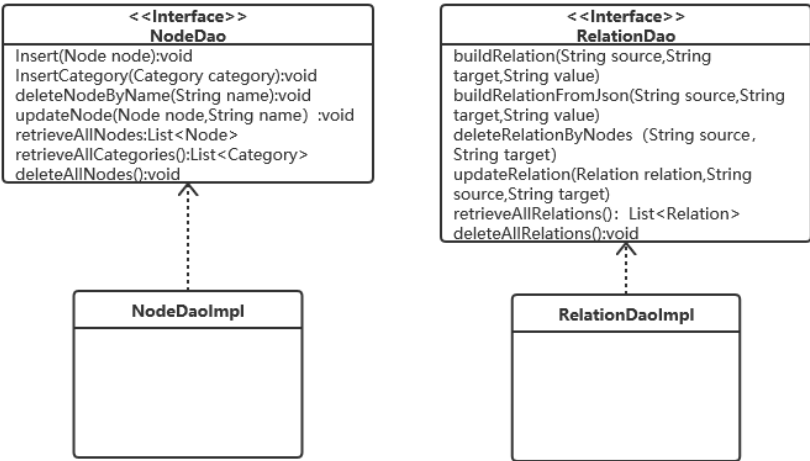 <<Interface>>
NodeDao
Insert(Node node):void
InsertCategory(Category category):void
deleteNodeByName(String name):void
updateNode(Node node,String name）:void
retrieveAllNodes:List<Node>
retrieveAllCategories():List<Category>
deleteAllNodes():void
NodeDaoImpl
<<Interface>>
RelationDao
buildRelation(String source,String
target,String value)
buildRelationFromJson(String source,String
target,String value)
deleteRelationByNodes（String source，
String target)
updateRelation(Relation relation,String
source,String target)
retrieveAllRelations()：List<Relation>
deleteAllRelations():void
RelationDaoImpl